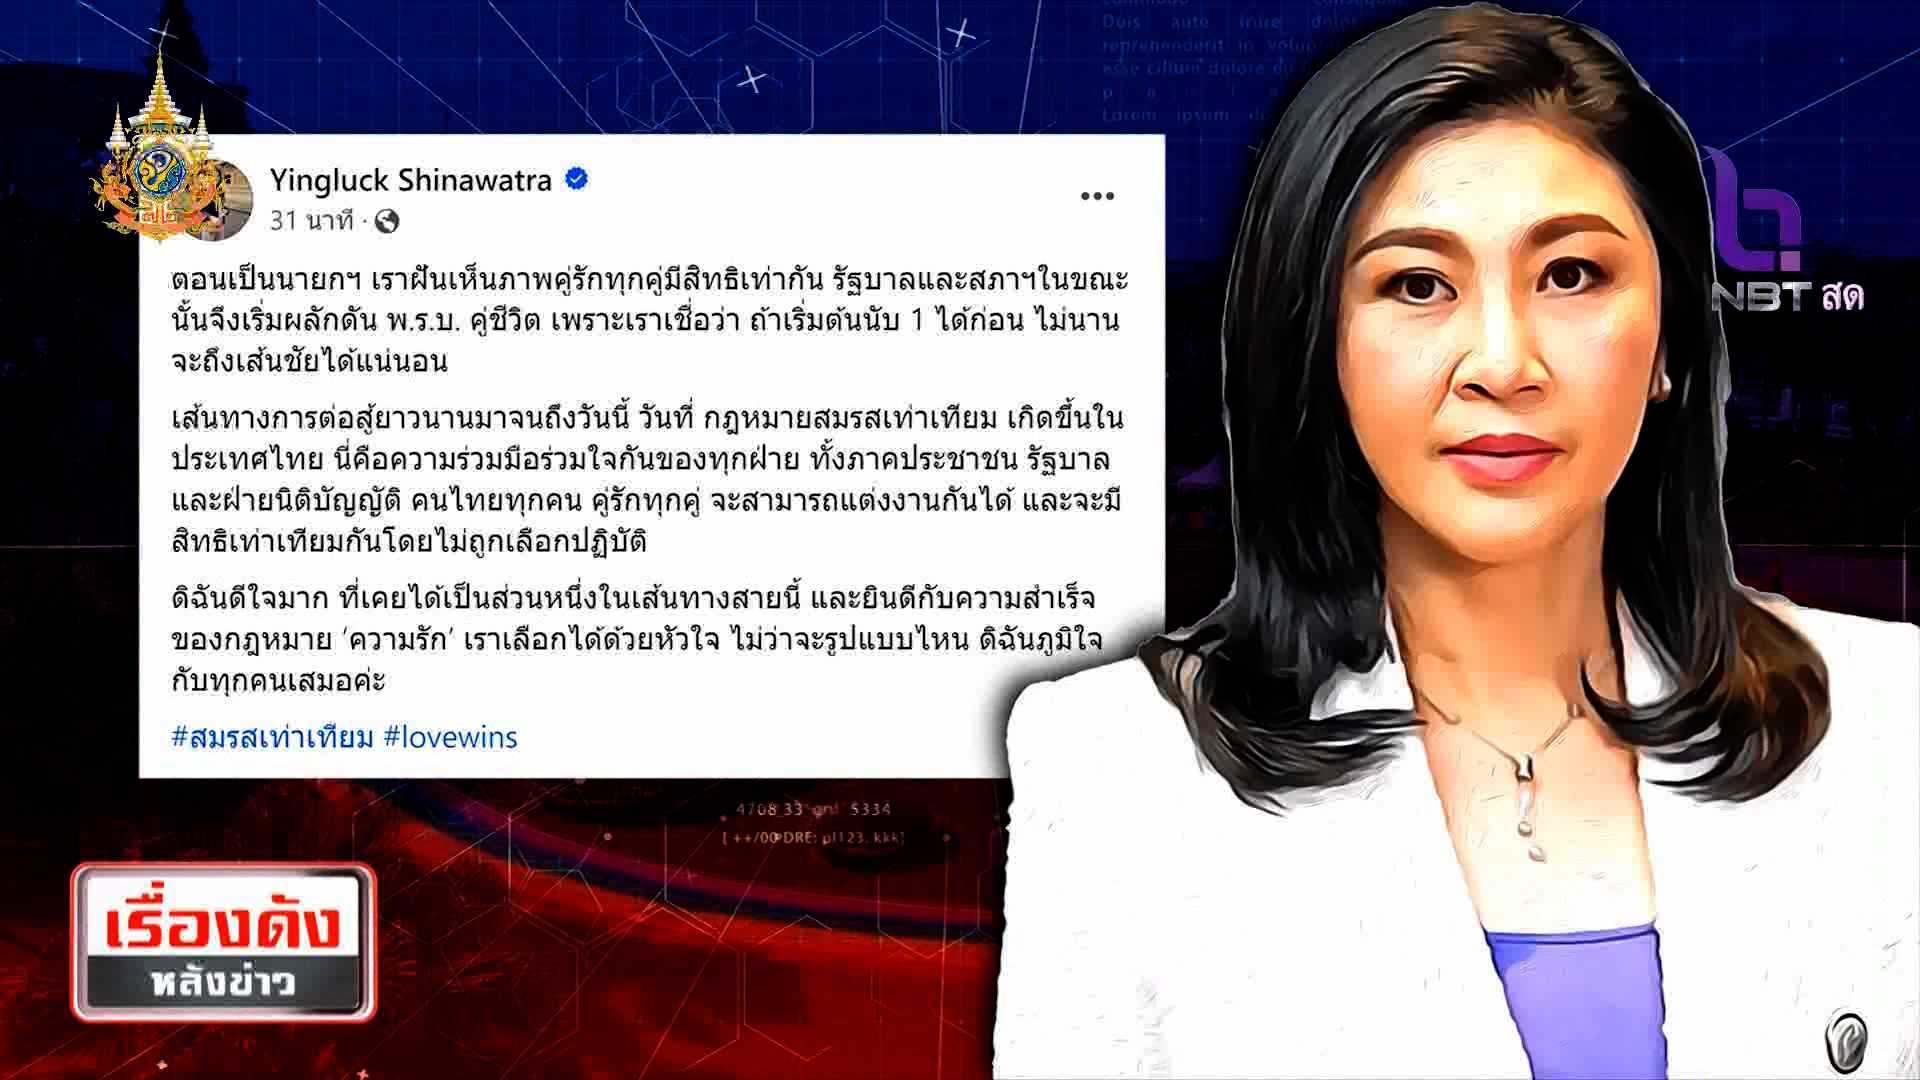 Duis aute irure dolor
reprehenderit in volup
esse cillum dolore eu
Lorem ipsum do
Yingluck Shinawatra
31 นาที
ตอนเป็นนายกฯ เราฝันเห็นภาพคู่รักทุกคู่มีสิทธิเท่ากัน รัฐบาลและสภาฯในขณะ
นั้นจึงเริ่มผลักดัน พ.ร.บ. คู่ชีวิต เพราะเราเชื่อว่า ถ้าเริ่มต้นนับ 1 ได้ก่อน ไม่นาน
จะถึงเส้นชัยได้แน่นอน
เส้นทางการต่อสู้ยาวนานมาจนถึงวันนี้ วันที่ กฎหมายสมรสเท่าเทียม เกิดขึ้นใน
ประเทศไทย นี่คือความร่วมมือร่วมใจกันของทุกฝ่าย ทั้งภาคประชาชน รัฐบาล
และฝ่ายนิติบัญญัติ คนไทยทุกคน คู่รักทุกคู่ จะสามารถแต่งงานกันได้ และจะมี
สิทธิเท่าเทียมกันโดยไม่ถูกเลือกปฏิบัติ
ดิฉันดีใจมาก ที่เคยได้เป็นส่วนหนึ่งในเส้นทางสายนี้ และยินดีกับความสำเร็จ
ของกฎหมาย ‘ความรัก’ เราเลือกได้ด้วยหัวใจ ไม่ว่าจะรูปแบบไหน ดิฉันภูมิใจ
กับทุกคนเสมอค่ะ
#สมรสเท่าเทียม #lovewins
NBT สด
4708 33 gnf 5334
[ ++/00 DRE: pl123, kkk]
เรื่องดัง
หลังข่าว